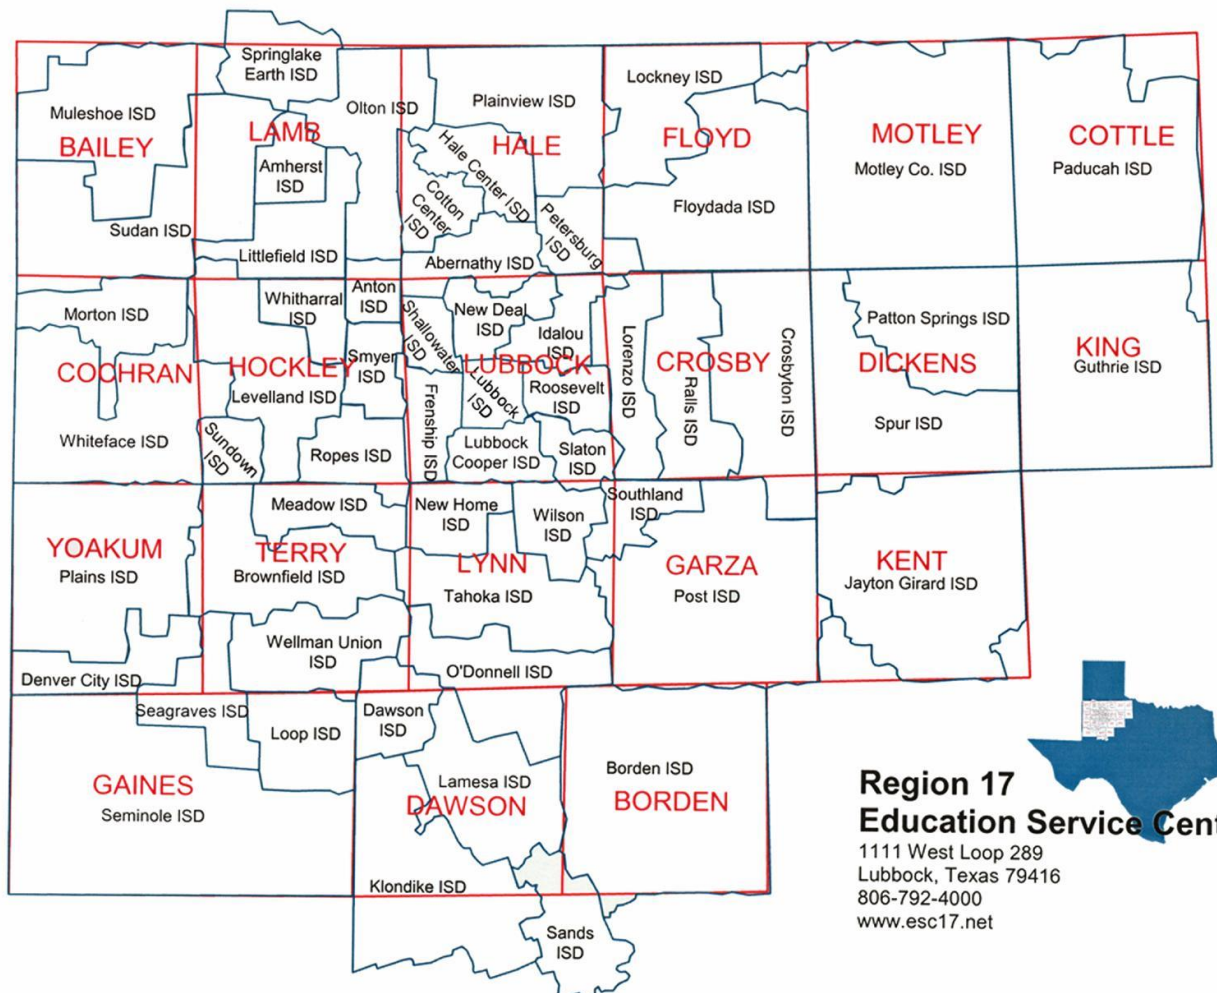 Springlake
Earth ISD
Muleshoe ISD
BAILEY
Sudan ISD
LAMB
Olton ISD
Amherst
ISD
Littlefield ISD
Plainview ISD
HALE
Hale Center ISD
Cotton
Center
ISD
Petersburg
ISD
Abernathy ISD
Lockney ISD
FLOYD
Floydada ISD
MOTLEY
Motley Co. ISD
COTTLE
Paducah ISD
Morton ISD
COCHRAN
Whiteface ISD
Whitharral
ISD
Anton
ISD
HOCKLEY
Smyer
ISD
Levelland ISD
Sundown
ISD
Ropes ISD
Shallowater
ISD
New Deal
ISD
Idalou
ISD
LUBBOCK
Frenship ISD
Lubbock
ISD
Roosevelt
ISD
Lubbock
Cooper ISD
Slaton
ISD
Lorenzo ISD
CROSBY
Ralls ISD
Crosbyton ISD
Patton Springs ISD
DICKENS
Spur ISD
KING
Guthrie ISD
YOAKUM
Plains ISD
Denver City ISD
Meadow ISD
TERRY
Brownfield ISD
Wellman Union
ISD
New Home
ISD
Wilson
ISD
LYNN
Tahoka ISD
O'Donnell ISD
Southland
ISD
GARZA
Post ISD
KENT
Jayton Girard ISD
Seagraves ISD
Loop ISD
GAINES
Seminole ISD
Dawson
ISD
Lamesa ISD
DAWSON
Klondike ISD
Sands
ISD
Borden ISD
BORDEN
Region 17
Education Service Cent
1111 West Loop 289
Lubbock, Texas 79416
806-792-4000
www.esc17.net